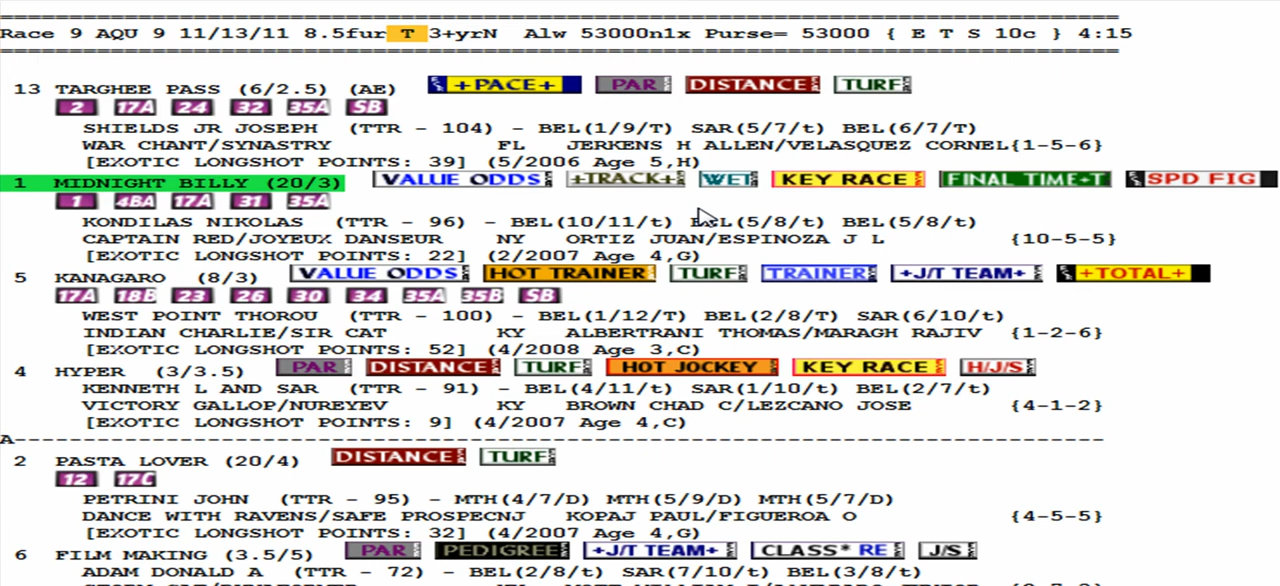 Race 9 AQU 9 11/13/11 8.5fur T 3+yrN Alw 53000n1x Purse= 53000 { E T S 10c } 4:15
13 TARGHEE PASS (6/2.5) (AE) +PACE+ PAR DISTANCE TURF
2 17A 24 32 35A SB
SHIELDS JR JOSEPH (TTR - 104) - BEL(1/9/T) SAR(5/7/t) BEL(6/7/T)
WAR CHANT/SYNASTRY FL JERKENS H ALLEN/VELASQUEZ CORNEL{1-5-6}
[EXOTIC LONGSHOT POINTS: 39] (5/2006 Age 5,H)
1 MIDNIGHT BILLY (20/3) VALUE ODDS +TRACK+ WET KEY RACE FINAL TIME+T SPD FIG
1 4BA 17A 31 35A
KONDILAS NIKOLAS (TTR - 96) - BEL(10/11/t) BEL(5/8/t) BEL(5/8/t)
CAPTAIN RED/JOYEUX DANSEUR NY ORTIZ JUAN/ESPINOZA J L {10-5-5}
[EXOTIC LONGSHOT POINTS: 22] (2/2007 Age 4,G)
5 KANAGARO (8/3) VALUE ODDS HOT TRAINER TURF TRAINER +J/T TEAM+ +TOTAL+
17A 18B 23 26 30 34 35A 35B SB
WEST POINT THOROU (TTR - 100) - BEL(1/12/T) BEL(2/8/T) SAR(6/10/t)
INDIAN CHARLIE/SIR CAT KY ALBERTRANI THOMAS/MARAGH RAJIV {1-2-6}
[EXOTIC LONGSHOT POINTS: 52] (4/2008 Age 3,C)
4 HYPER (3/3.5) PAR DISTANCE TURF HOT JOCKEY KEY RACE H/J/S
KENNETH L AND SAR (TTR - 91) - BEL(4/11/t) SAR(1/10/t) BEL(2/7/t)
VICTORY GALLOP/NUREYEV KY BROWN CHAD C/LEZCANO JOSE {4-1-2}
[EXOTIC LONGSHOT POINTS: 9] (4/2007 Age 4,C)
A--------------------------------------------------------------------------------
2 PASTA LOVER (20/4) DISTANCE TURF
12 17C
PETRINI JOHN (TTR - 95) - MTH(4/7/D) MTH(5/9/D) MTH(5/7/D)
DANCE WITH RAVENS/SAFE PROSPECNJ KOPAJ PAUL/FIGUEROA O {4-5-5}
[EXOTIC LONGSHOT POINTS: 32] (4/2007 Age 4,G)
6 FILM MAKING (3.5/5) PAR PEDIGREE +J/T TEAM+ CLASS* RE J/S
ADAM DONALD A (TTR - 72) - BEL(2/8/t) SAR(7/10/t) BEL(3/8/t)